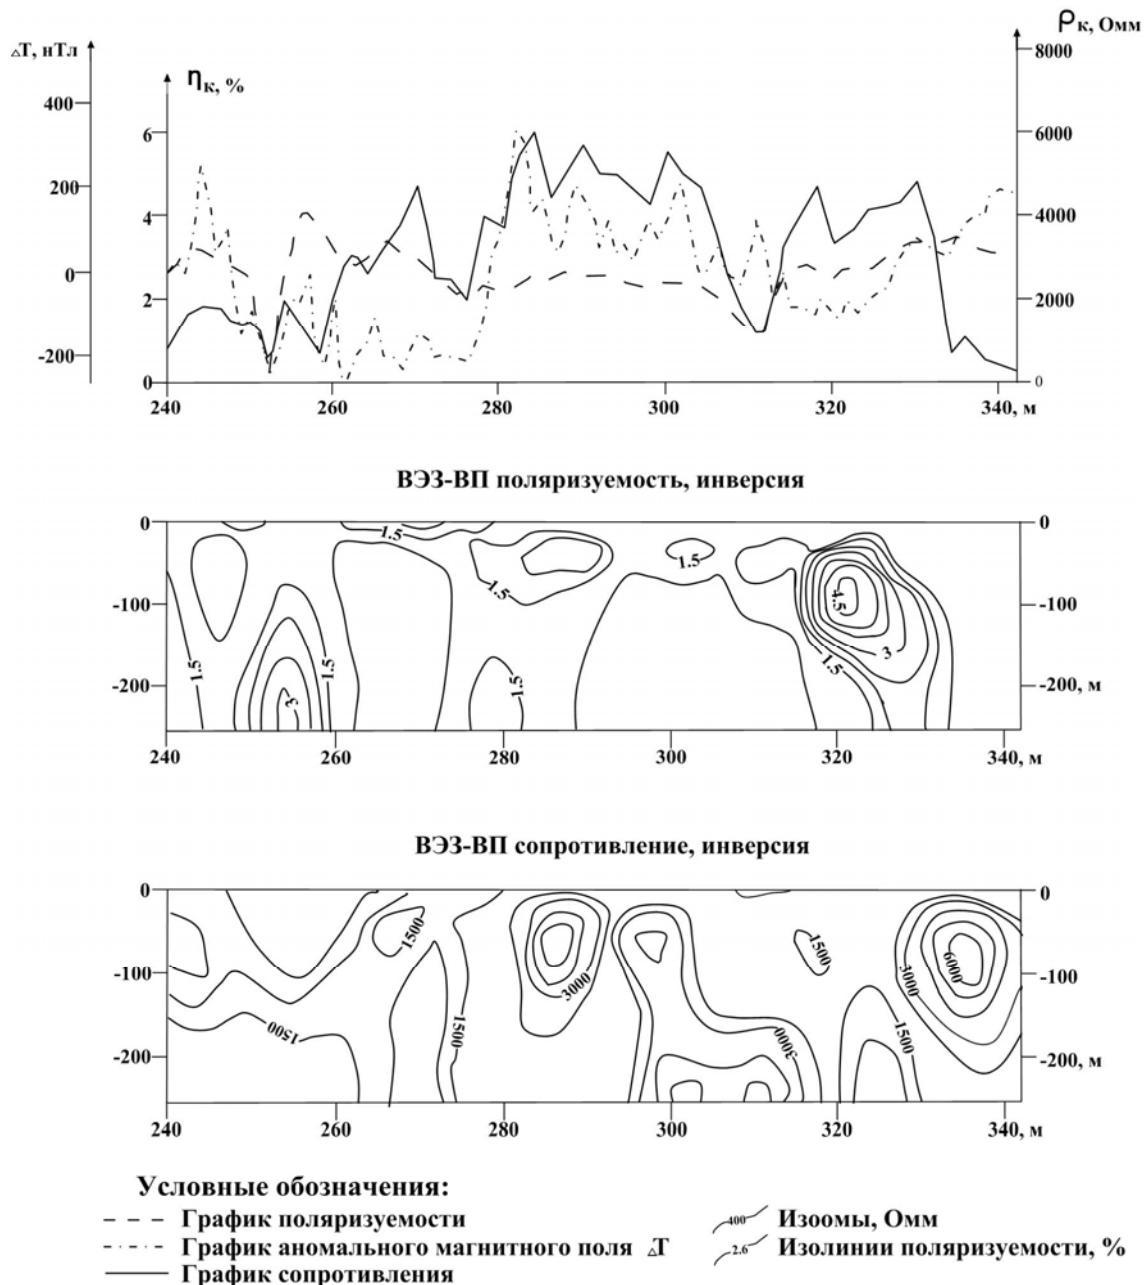 ΔT, нТл
η к, %
ρ к, Омм
8000
400
6
6000
200
4
4000
0
2
2000
-200
0
0
240 260 280 300 320 340, м
ВЭЗ-ВП поляризуемость, инверсия
0 0
1.5
1.5
1.5
4.5
-100 -100
1.5
1.5
1.5
3
1.5
3
-200 -200, м
240 260 280 300 320 340, м
ВЭЗ-ВП сопротивление, инверсия
0 0
1500
1500
6000
-100 -100
3000
3000
1500
1500
3000
1500
-200 -200, м
240 260 280 300 320 340, м
Условные обозначения:
График поляризуемости
График аномального магнитного поля ΔT
График сопротивления
400 Изоомы, Омм
2.6 Изолинии поляризуемости, %